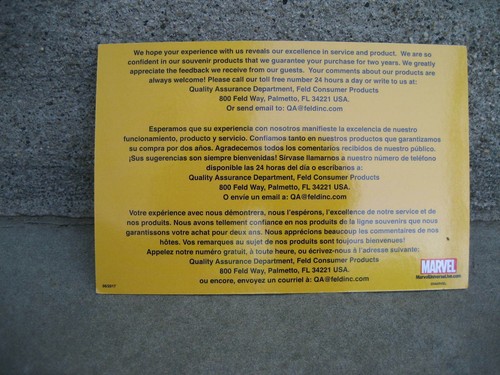 We hope your experience with us reveals our excellence in service and product. We are so
confident in our souvenir products that we guarantee your purchase for two years. We greatly
appreciate the feedback we receive from our guests. Your comments about our products are
always welcome! Please call our toll free number 24 hours a day or write to us at:
Quality Assurance Department, Feld Consumer Products
800 Feld Way, Palmetto, FL 34221 USA.
Or send email to: QA@feldinc.com
Esperamos que su experiencia con nosotros manifieste la excelencia de nuestro
funcionamiento, producto y servicio. Confiamos tanto en nuestros productos que garantizamos
su compra por dos años. Agradecemos todos los comentarios recibidos de nuestro público.
¡Sus sugerencias son siempre bienvenidas! Sírvase llamarnos a nuestro número de teléfono
disponible las 24 horas del día o escríbanos a:
Quality Assurance Department, Feld Consumer Products
800 Feld Way, Palmetto, FL 34221 USA.
O envie un email a: QA@feldinc.com
Votre expérience avec nous démontrera, nous l'espérons, l'excellence de notre service et de
nos produits. Nous avons tellement confiance en nos produits de la ligne souvenirs que nous
garantissons votre achat pour deux ans. Nous apprécions beaucoup les commentaires de nos
hôtes. Vos remarques au sujet de nos produits sont toujours bienvenues!
Appelez notre numéro gratuit, à toute heure, ou écrivez-nous à l'adresse suivante:
Quality Assurance Department, Feld Consumer Products
800 Feld Way, Palmetto, FL 34221 USA.
ou encore, envoyez un courriel à: QA@feldinc.com
MARVEL
MarvelUniverseLive.com